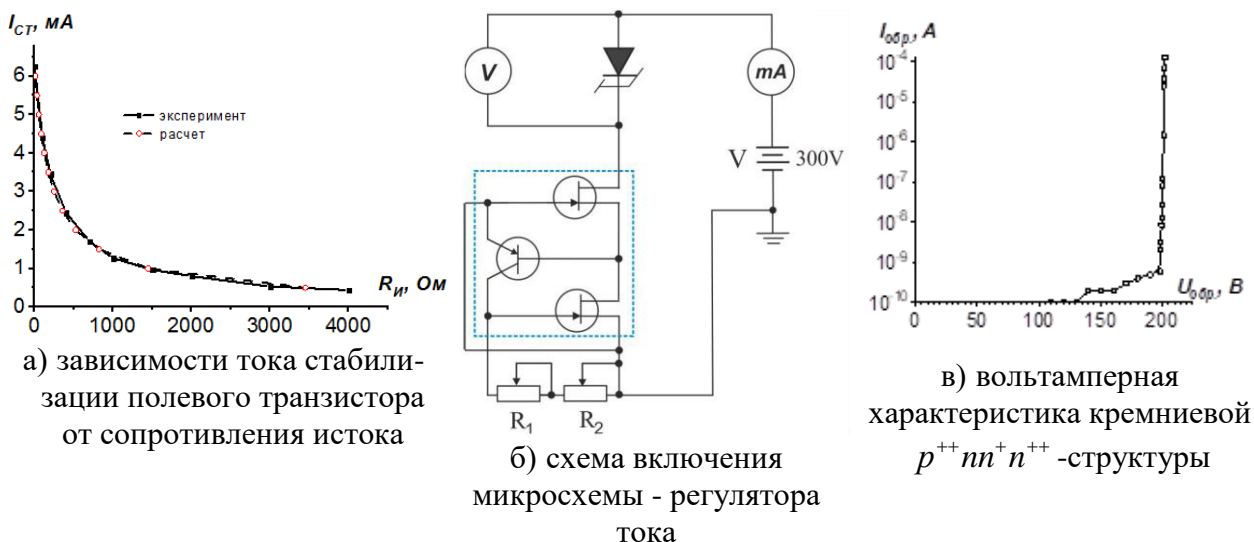 I_СТ, мА
6
5
4
3
2
1
0
0 1000 2000 3000 4000
эксперимент
расчет
R_И, Ом
а) зависимости тока стабили-
зации полевого транзистора
от сопротивления истока
V
mA
V 300V
R₁ R₂
б) схема включения
микросхемы - регулятора
тока
I_обр., А
10⁻⁴
10⁻⁵
10⁻⁶
10⁻⁷
10⁻⁸
10⁻⁹
10⁻¹⁰
U_обр., В
0 50 100 150 200
в) вольтамперная
характеристика кремниевой
p⁺⁺nn⁺n⁺⁺ -структуры